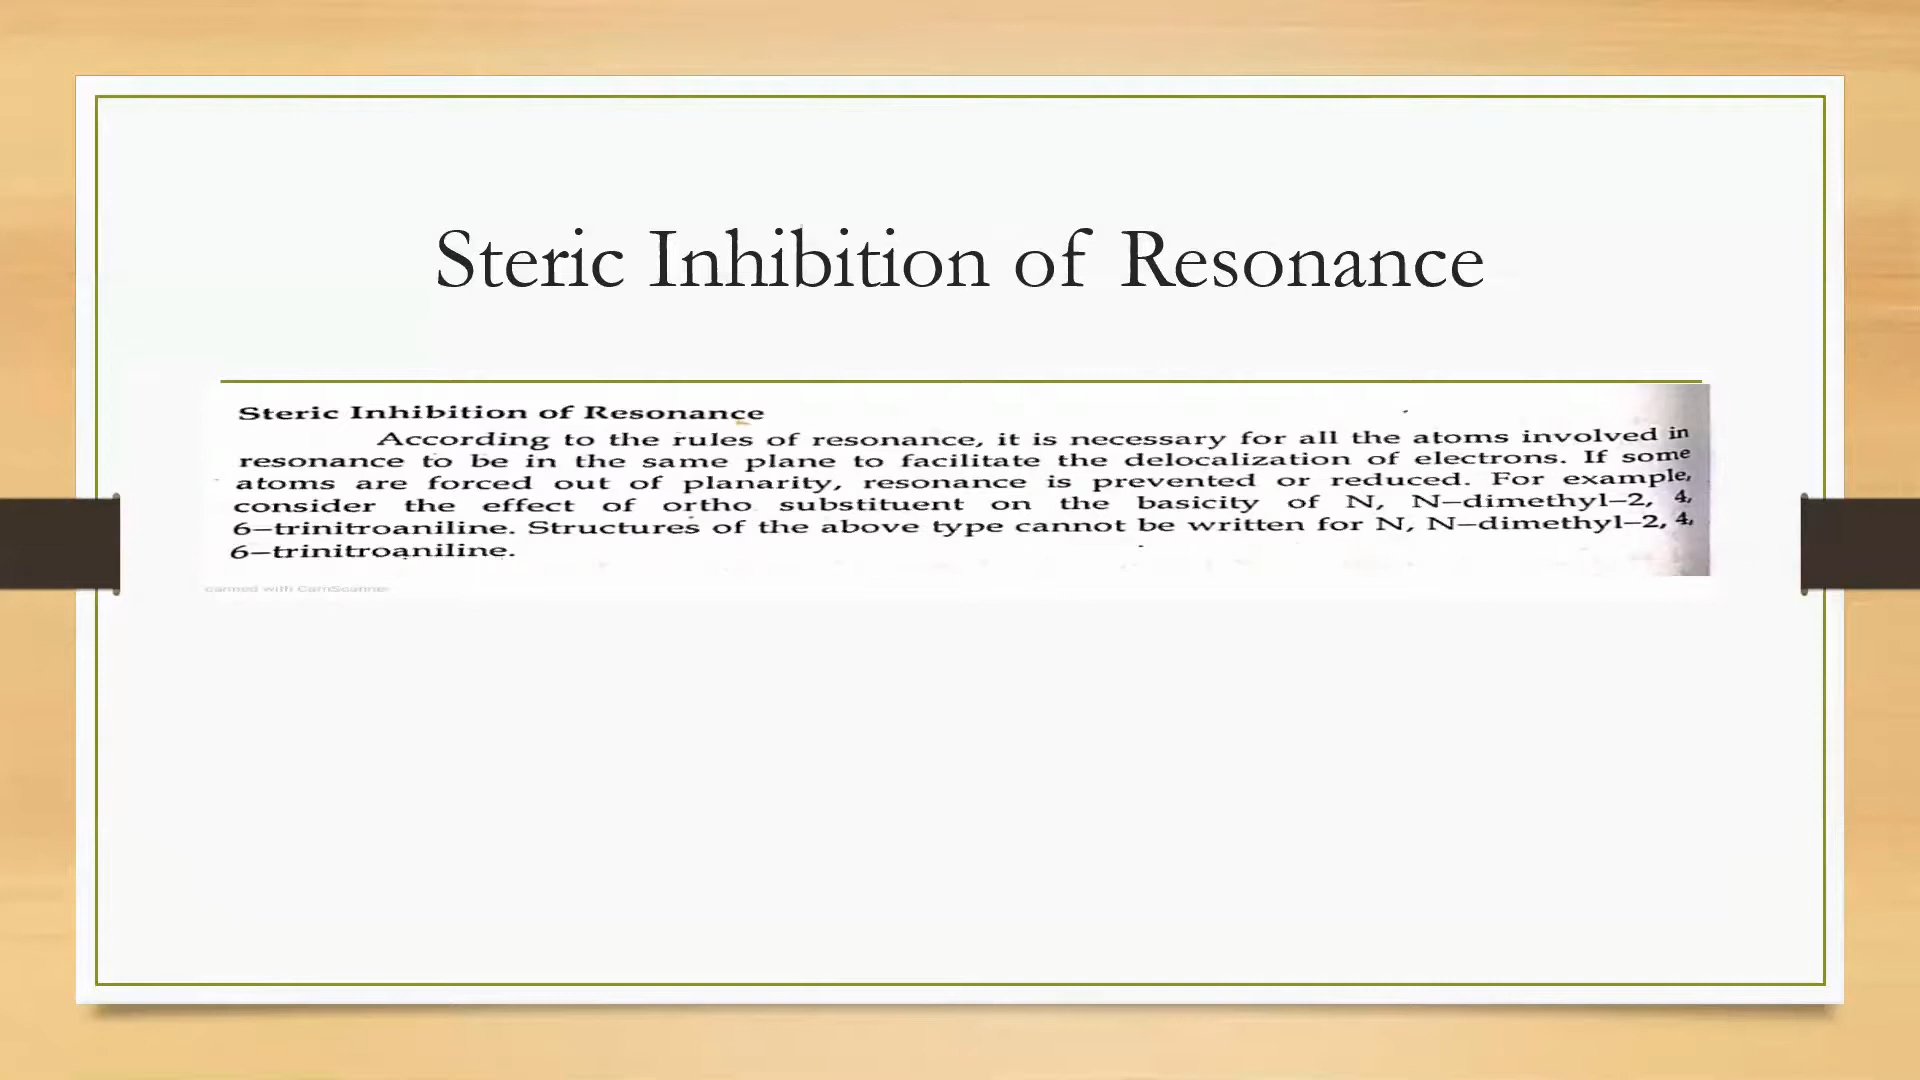 Steric Inhibition of Resonance
Steric Inhibition of Resonance
According to the rules of resonance, it is necessary for all the atoms involved in
resonance to be in the same plane to facilitate the delocalization of electrons. If some
atoms are forced out of planarity, resonance is prevented or reduced. For example,
consider the effect of ortho substituent on the basicity of N, N–dimethyl–2, 4,
6–trinitroaniline. Structures of the above type cannot be written for N, N–dimethyl–2, 4,
6–trinitroaniline.
canned with CamScanner